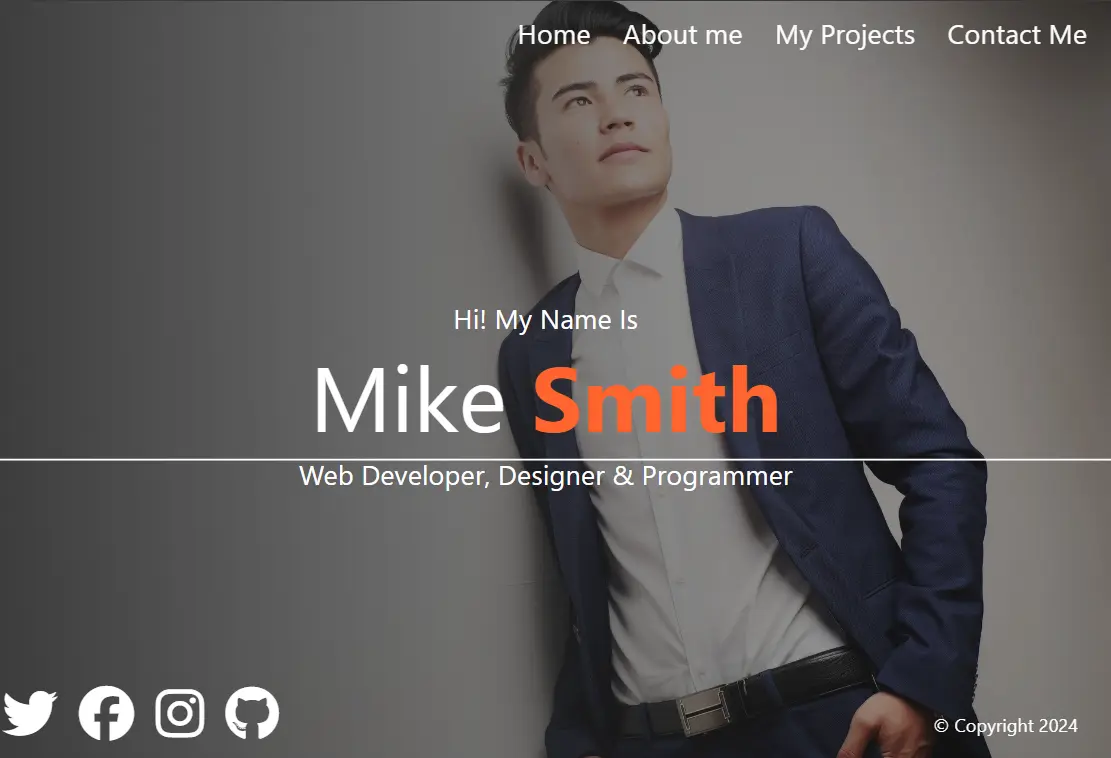 Home About me My Projects Contact Me
Hi! My Name Is
Mike Smith
Web Developer, Designer & Programmer
© Copyright 2024